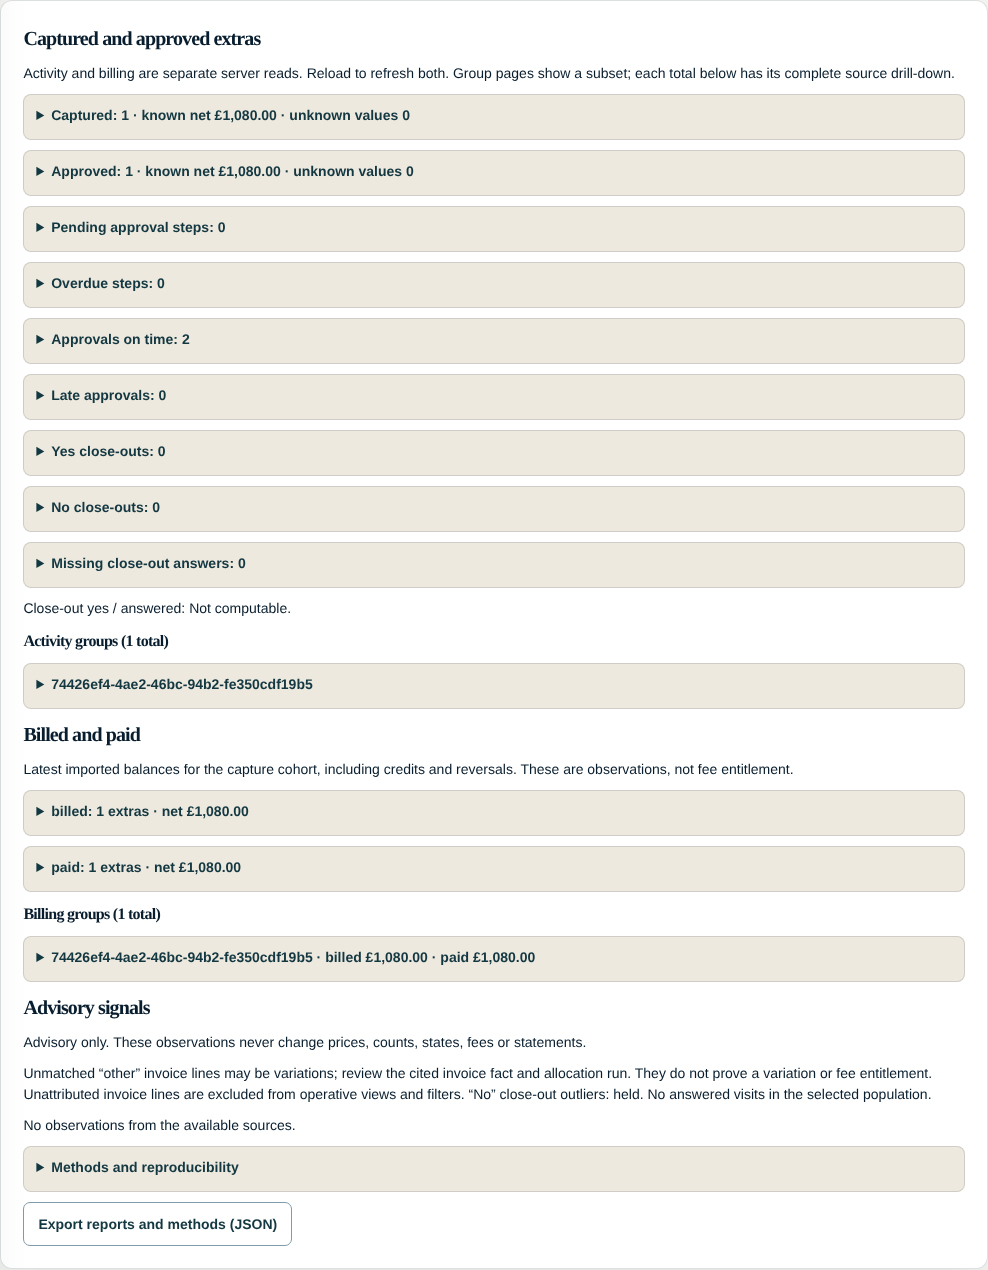 Captured and approved extras
Activity and billing are separate server reads. Reload to refresh both. Group pages show a subset; each total below has its complete source drill-down.
Captured: 1 · known net £1,080.00 · unknown values 0
Approved: 1 · known net £1,080.00 · unknown values 0
Pending approval steps: 0
Overdue steps: 0
Approvals on time: 2
Late approvals: 0
Yes close-outs: 0
No close-outs: 0
Missing close-out answers: 0
Close-out yes / answered: Not computable.
Activity groups (1 total)
74426ef4-4ae2-46bc-94b2-fe350cdf19b5
Billed and paid
Latest imported balances for the capture cohort, including credits and reversals. These are observations, not fee entitlement.
billed: 1 extras · net £1,080.00
paid: 1 extras · net £1,080.00
Billing groups (1 total)
74426ef4-4ae2-46bc-94b2-fe350cdf19b5 · billed £1,080.00 · paid £1,080.00
Advisory signals
Advisory only. These observations never change prices, counts, states, fees or statements.
Unmatched “other” invoice lines may be variations; review the cited invoice fact and allocation run. They do not prove a variation or fee entitlement.
Unattributed invoice lines are excluded from operative views and filters. “No” close-out outliers: held. No answered visits in the selected population.
No observations from the available sources.
Methods and reproducibility
Export reports and methods (JSON)